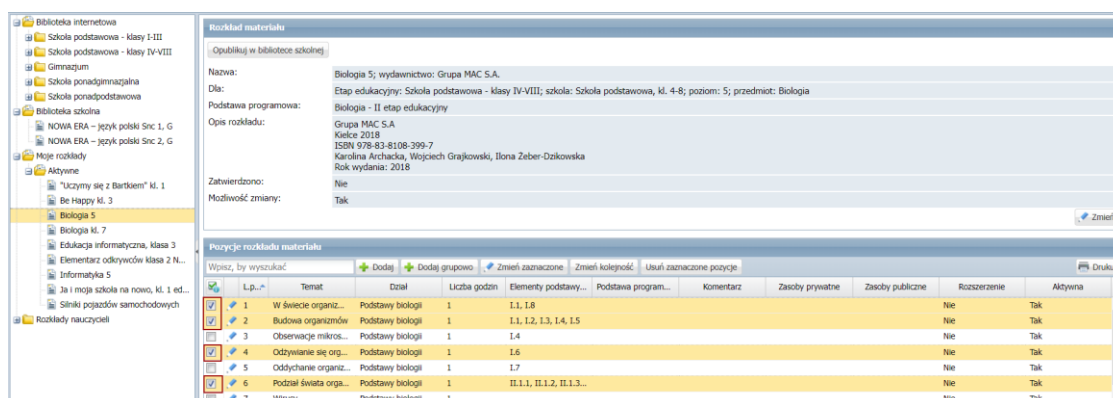 Biblioteka internetowa
Szkoła podstawowa - klasy I-III
Szkoła podstawowa - klasy IV-VIII
Gimnazjum
Szkoła ponadgimnazjalna
Szkoła ponadpodstawowa
Biblioteka szkolna
NOWA ERA – język polski Snc 1, G
NOWA ERA – język polski Snc 2, G
Moje rozkłady
Aktywne
"Uczymy się z Bartkiem" kl. 1
Be Happy kl. 3
Biologia 5
Biologia kl. 7
Edukacja informatyczna, klasa 3
Elementarz odkrywców klasa 2 N...
Informatyka 5
Ja i moja szkoła na nowo, kl. 1 ed...
Silniki pojazdów samochodowych
Rozkłady nauczycieli
Rozkład materiału
Opublikuj w bibliotece szkolnej
Nazwa: Biologia 5; wydawnictwo: Grupa MAC S.A.
Dla: Etap edukacyjny: Szkoła podstawowa - klasy IV-VIII; szkoła: Szkoła podstawowa, kl. 4-8; poziom: 5; przedmiot: Biologia
Podstawa programowa: Biologia - II etap edukacyjny
Opis rozkładu: Grupa MAC S.A
Kielce 2018
ISBN 978-83-8108-399-7
Karolina Archacka, Wojciech Grajkowski, Ilona Żeber-Dzikowska
Rok wydania: 2018
Zatwierdzono: Nie
Możliwość zmiany: Tak
Zmień
Pozycje rozkładu materiału
Wpisz, by wyszukać Dodaj Dodaj grupowo Zmień zaznaczone Zmień kolejność Usuń zaznaczone pozycje Druku
L.p... Temat Dział Liczba godzin Elementy podstawy... Podstawa program... Komentarz Zasoby prywatne Zasoby publiczne Rozszerzenie Aktywna
1 W świecie organiz... Podstawy biologii 1 I.1, I.8 Nie Tak
2 Budowa organizmów Podstawy biologii 1 I.1, I.2, I.3, I.4, I.5 Nie Tak
3 Obserwacje mikros... Podstawy biologii 1 I.4 Nie Tak
4 Odżywianie się org... Podstawy biologii 1 I.6 Nie Tak
5 Oddychanie organiz... Podstawy biologii 1 I.7 Nie Tak
6 Podział świata orga... Podstawy biologii 1 II.1.1, II.1.2, II.1.3... Nie Tak
7 Wirusy Podstawy biologii 1 Nie Tak